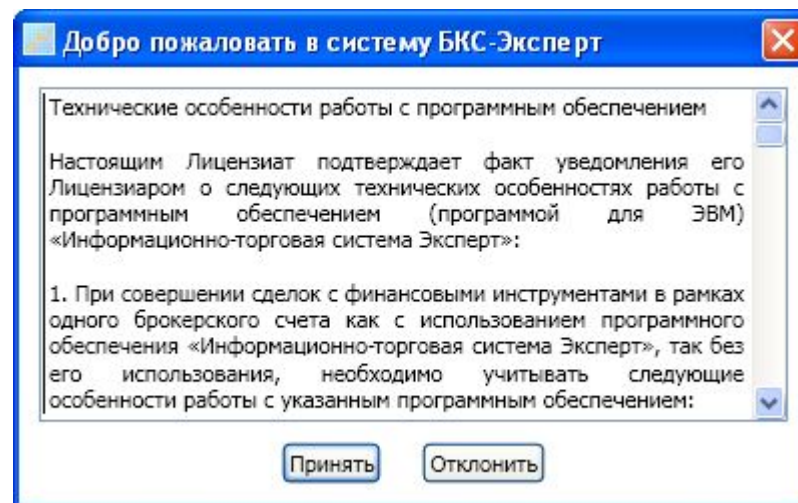 Добро пожаловать в систему БКС-Эксперт
Технические особенности работы с программным обеспечением
Настоящим Лицензиат подтверждает факт уведомления его
Лицензиаром о следующих технических особенностях работы с
программным обеспечением (программой для ЭВМ)
«Информационно-торговая система Эксперт»:
1. При совершении сделок с финансовыми инструментами в рамках
одного брокерского счета как с использованием программного
обеспечения «Информационно-торговая система Эксперт», так без
его использования, необходимо учитывать следующие
особенности работы с указанным программным обеспечением:
Принять Отклонить